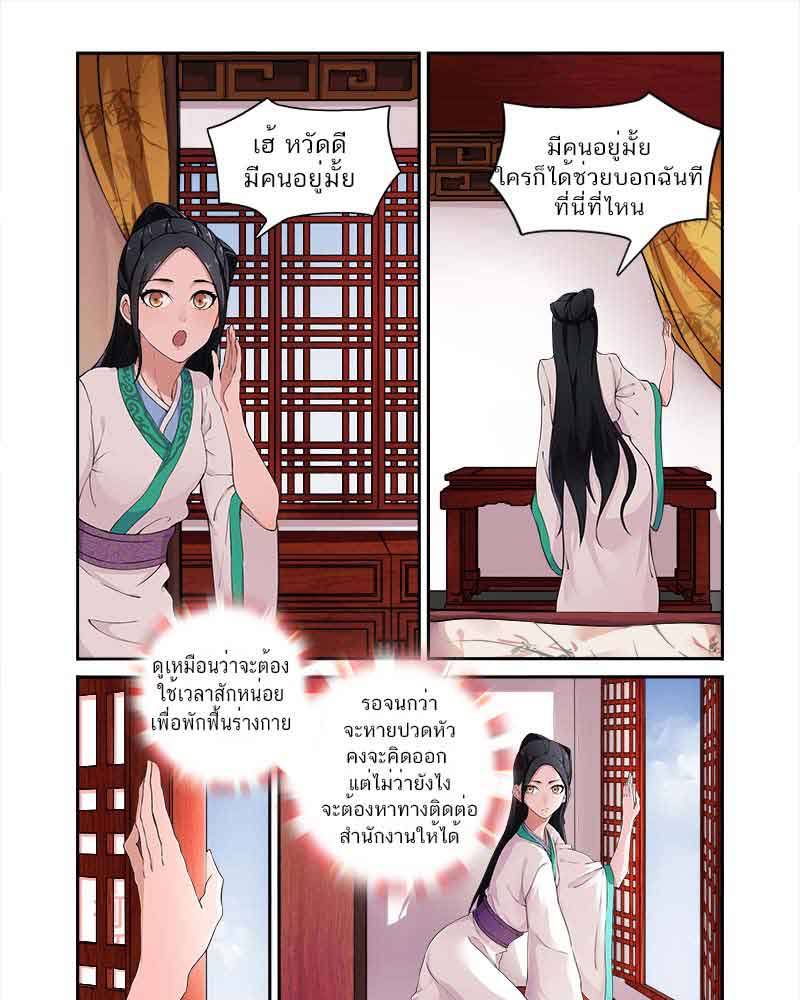 เฮ้ หวัดดี
มีคนอยู่มั้ย
มีคนอยู่มั้ย
ใครก็ได้ช่วยบอกฉันที
ที่นี่ที่ไหน
ดูเหมือนว่าจะต้อง
ใช้เวลาสักหน่อย
เพื่อพักฟื้นร่างกาย
รอจนกว่า
จะหายปวดหัว
คงจะคิดออก
แต่ไม่ว่ายังไง
จะต้องหาทางติดต่อ
สำนักงานให้ได้